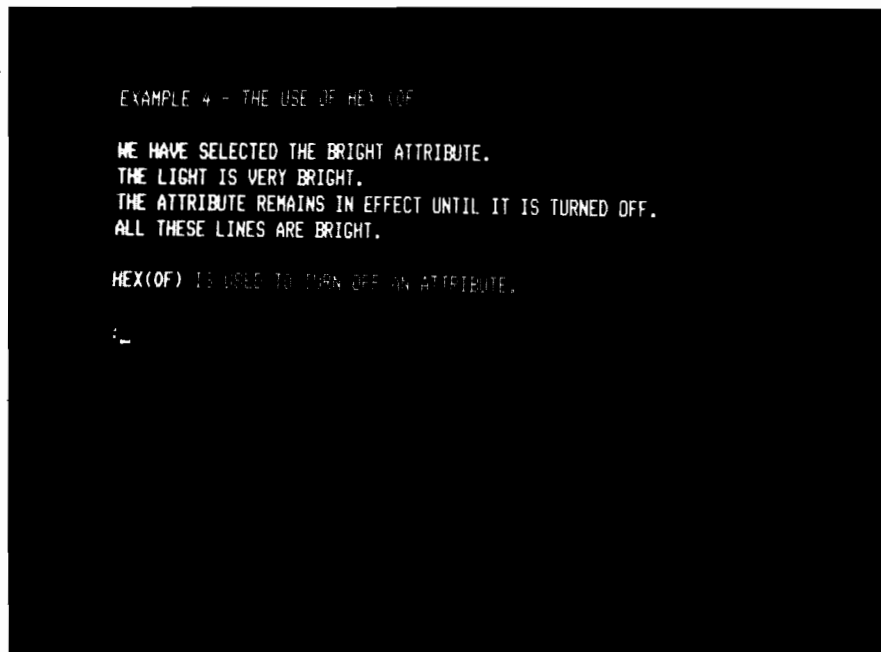 EXAMPLE 4 - THE USE OF HEX (OF
WE HAVE SELECTED THE BRIGHT ATTRIBUTE.
THE LIGHT IS VERY BRIGHT.
THE ATTRIBUTE REMAINS IN EFFECT UNTIL IT IS TURNED OFF.
ALL THESE LINES ARE BRIGHT.
HEX(OF) IS USED TO TURN OFF AN ATTRIBUTE.
:_